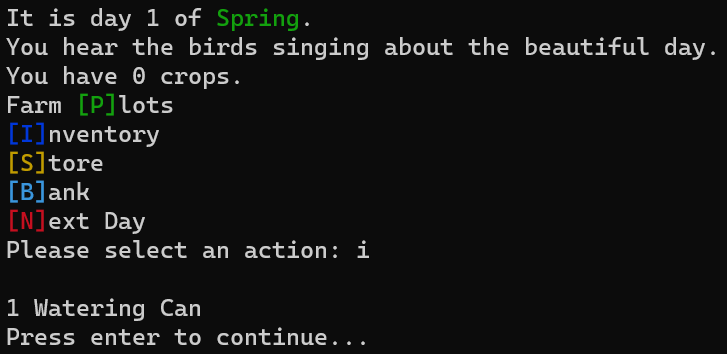 It is day 1 of Spring.
You hear the birds singing about the beautiful day.
You have 0 crops.
Farm [P]lots
[I]nventory
[S]tore
[B]ank
[N]ext Day
Please select an action: i
1 Watering Can
Press enter to continue...